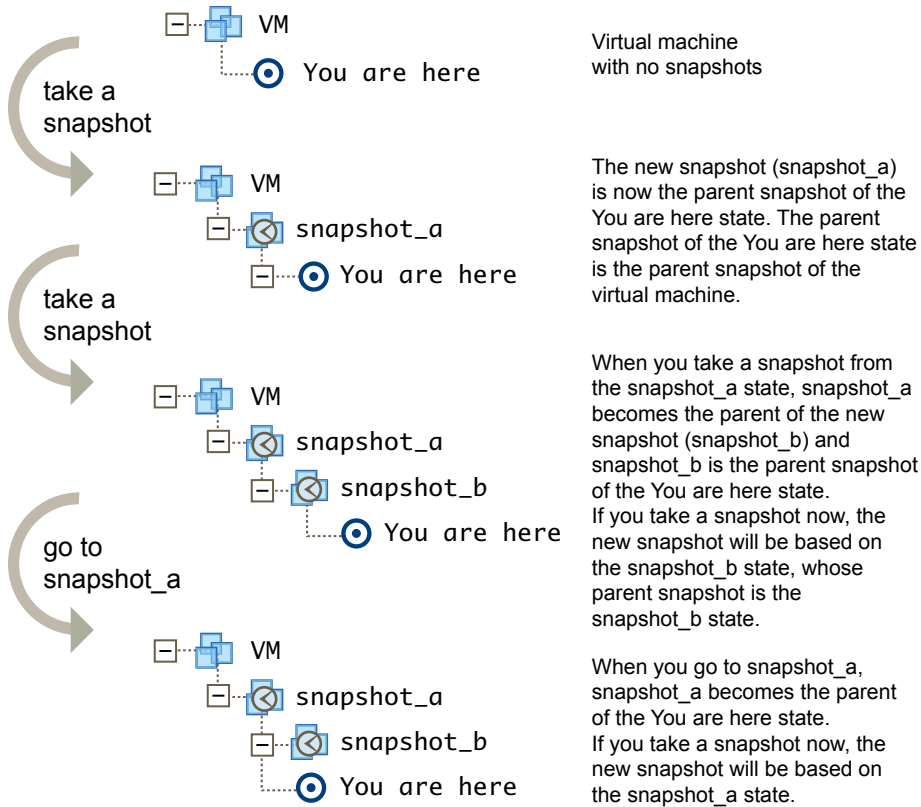 VM
You are here
Virtual machine
with no snapshots
take a
snapshot
VM
snapshot_a
You are here
The new snapshot (snapshot_a)
is now the parent snapshot of the
You are here state. The parent
snapshot of the You are here state
is the parent snapshot of the
virtual machine.
take a
snapshot
VM
snapshot_a
snapshot_b
You are here
When you take a snapshot from
the snapshot_a state, snapshot_a
becomes the parent of the new
snapshot (snapshot_b) and
snapshot_b is the parent snapshot
of the You are here state.
If you take a snapshot now, the
new snapshot will be based on
the snapshot_b state, whose
parent snapshot is the
snapshot_b state.
go to
snapshot_a
VM
snapshot_a
snapshot_b
You are here
When you go to snapshot_a,
snapshot_a becomes the parent
of the You are here state.
If you take a snapshot now, the
new snapshot will be based on
the snapshot_a state.